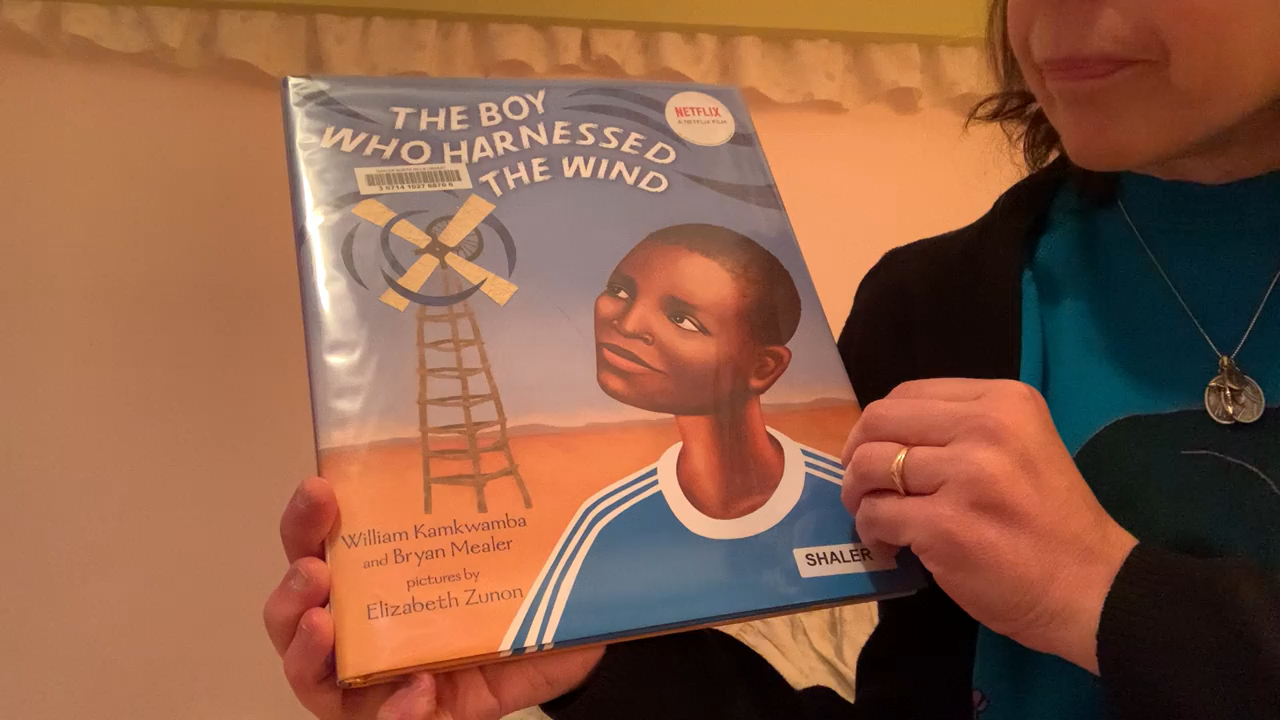 THE BOY
WHO HARNESSED
THE WIND
NETFLIX
A NETFLIX FILM
William Kamkwamba
and Bryan Mealer
pictures by
Elizabeth Zunon
SHALER